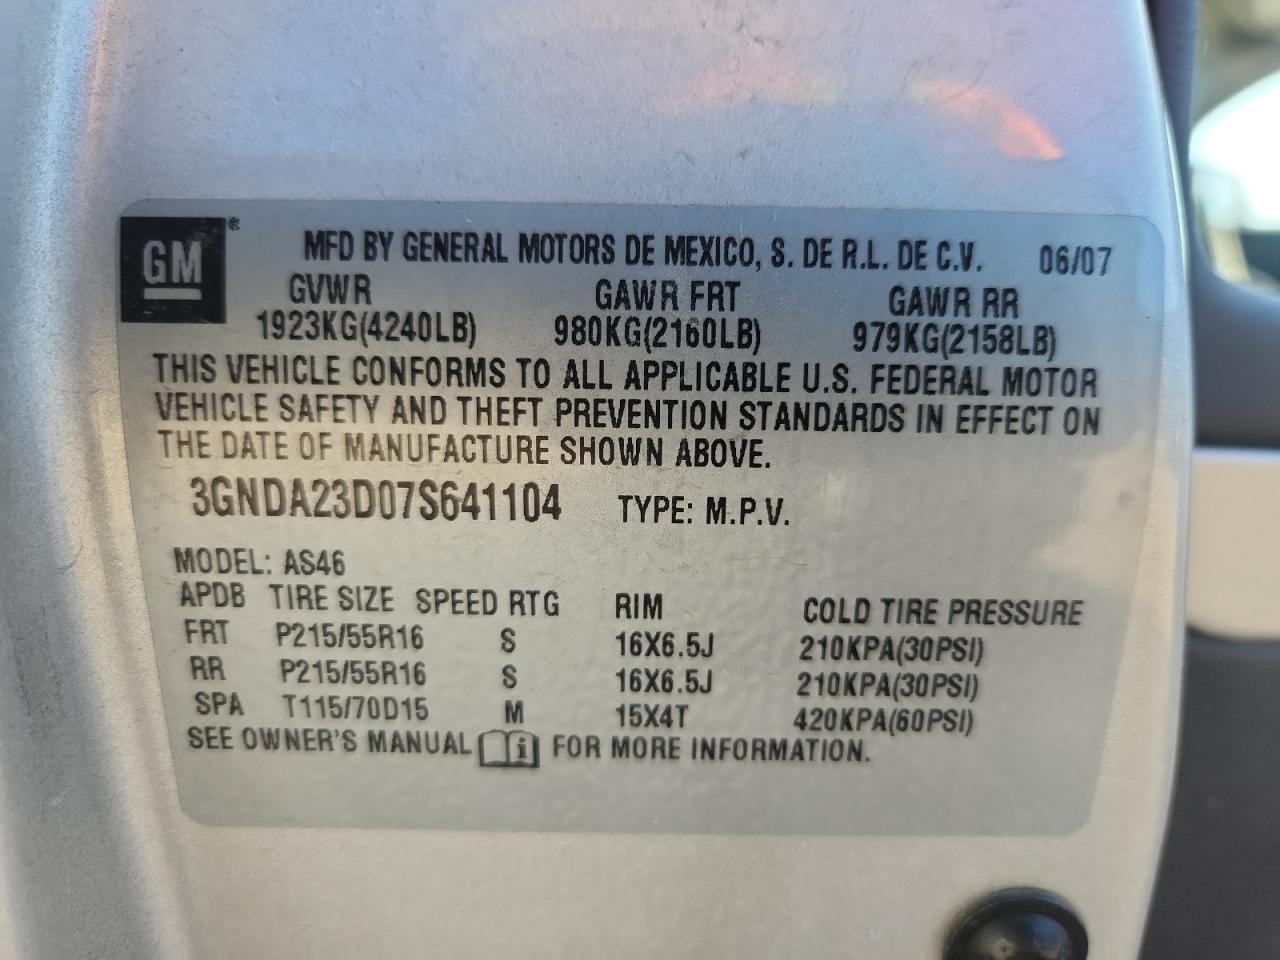 GM®
MFD BY GENERAL MOTORS DE MEXICO, S. DE R.L. DE C.V. 06/07
GVWR GAWR FRT GAWR RR
1923KG(4240LB) 980KG(2160LB) 979KG(2158LB)
THIS VEHICLE CONFORMS TO ALL APPLICABLE U.S. FEDERAL MOTOR
VEHICLE SAFETY AND THEFT PREVENTION STANDARDS IN EFFECT ON
THE DATE OF MANUFACTURE SHOWN ABOVE.
3GNDA23D07S641104 TYPE: M.P.V.
MODEL: AS46
APDB TIRE SIZE SPEED RTG RIM COLD TIRE PRESSURE
FRT P215/55R16 S 16X6.5J 210KPA(30PSI)
RR P215/55R16 S 16X6.5J 210KPA(30PSI)
SPA T115/70D15 M 15X4T 420KPA(60PSI)
SEE OWNER'S MANUAL i FOR MORE INFORMATION.